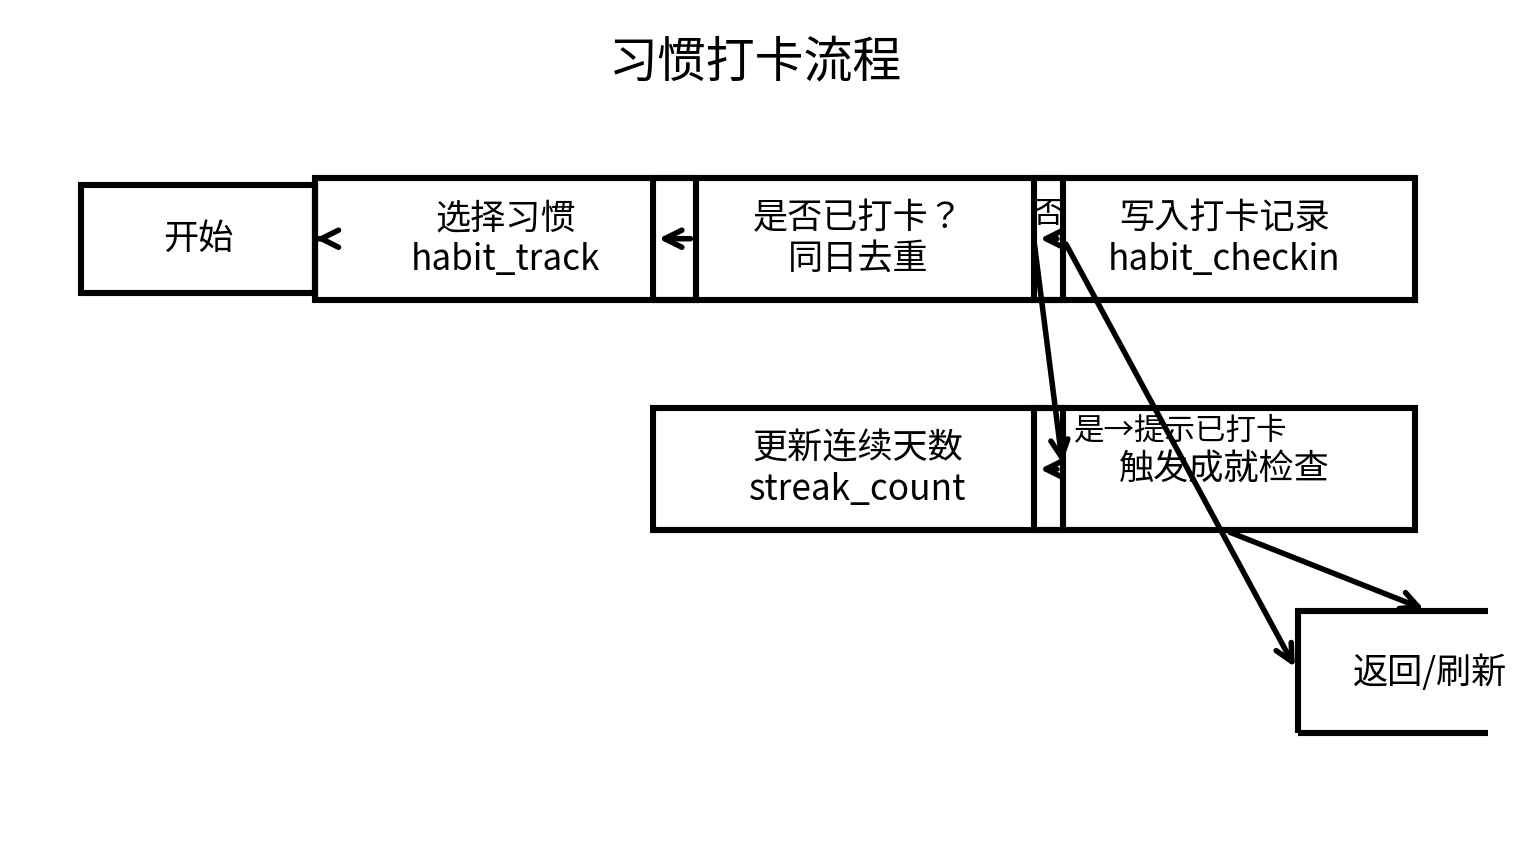 习惯打卡流程
开始
选择习惯
habit_track
是否已打卡？
同日去重
否
写入打卡记录
habit_checkin
更新连续天数
streak_count
是→提示已打卡
触发成就检查
返回/刷新